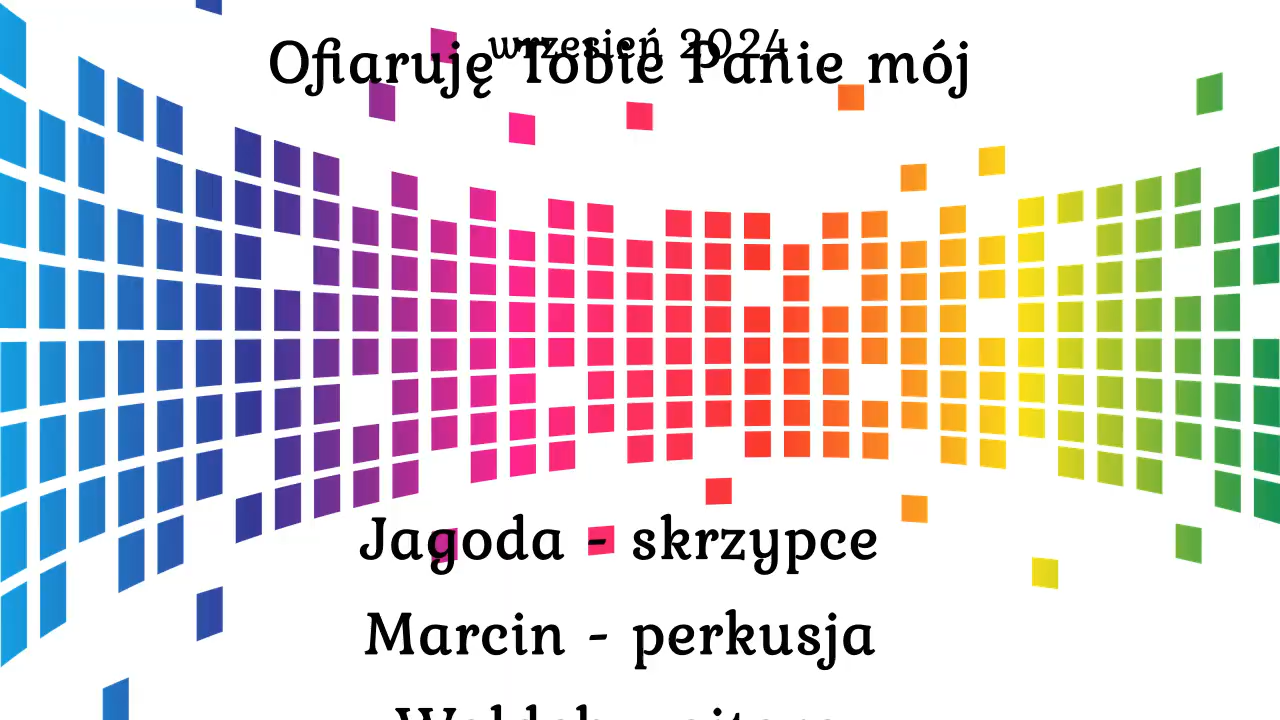 wrzesień 2024
Ofiaruję Tobie Panie mój
Jagoda - skrzypce
Marcin - perkusja